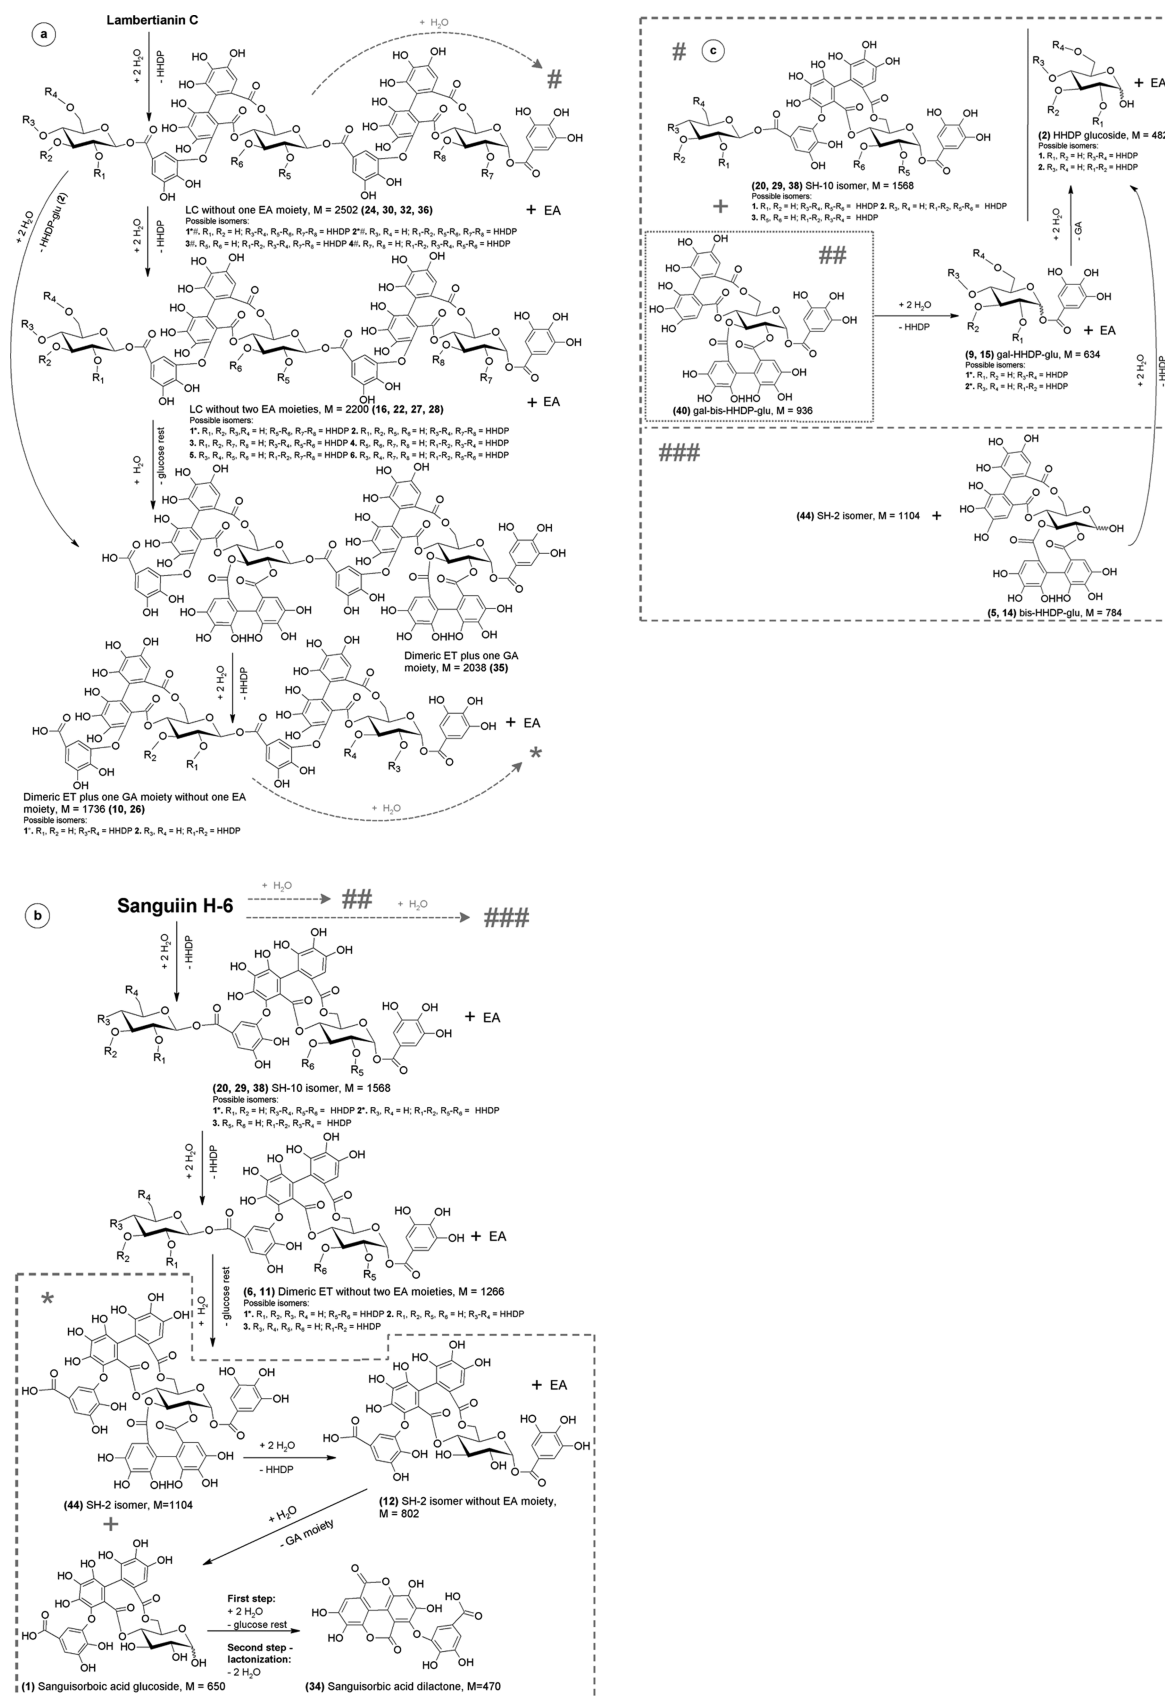 a
Lambertianin C
+ 2 H₂O
- HHDP
+ H₂O
#
+ 2 H₂O
- HHDP-glu (2)
LC without one EA moiety, M = 2502 (24, 30, 32, 36)
Possible isomers:
1*#. R₁, R₂ = H; R₃-R₄, R₅-R₆, R₇-R₈ = HHDP 2*#. R₃, R₄ = H; R₁-R₂, R₅-R₆, R₇-R₈ = HHDP
3#. R₅, R₆ = H; R₁-R₂, R₃-R₄, R₇-R₈ = HHDP 4#. R₇, R₈ = H; R₁-R₂, R₃-R₄, R₅-R₆ = HHDP
+ EA
+ 2 H₂O
- HHDP
LC without two EA moieties, M = 2200 (16, 22, 27, 28)
Possible isomers:
1*. R₁, R₂, R₃, R₄ = H; R₅-R₆, R₇-R₈ = HHDP 2. R₁, R₂, R₅, R₆ = H; R₃-R₄, R₇-R₈ = HHDP
3. R₁, R₂, R₇, R₈ = H; R₃-R₄, R₅-R₆ = HHDP 4. R₅, R₆, R₇, R₈ = H; R₁-R₂, R₃-R₄ = HHDP
5. R₃, R₄, R₅, R₆ = H; R₁-R₂, R₇-R₈ = HHDP 6. R₃, R₄, R₇, R₈ = H; R₁-R₂, R₅-R₆ = HHDP
+ EA
+ H₂O
- glucose rest
Dimeric ET plus one GA
moiety, M = 2038 (35)
+ 2 H₂O
- HHDP
+ EA
*
+ H₂O
Dimeric ET plus one GA moiety without one EA
moiety, M = 1736 (10, 26)
Possible isomers:
1*. R₁, R₂ = H; R₃-R₄ = HHDP 2. R₃, R₄ = H; R₁-R₂ = HHDP
c
#
(20, 29, 38) SH-10 isomer, M = 1568
Possible isomers:
1. R₁, R₂ = H; R₃-R₄, R₅-R₆ = HHDP 2. R₃, R₄ = H; R₁-R₂, R₅-R₆ = HHDP
3. R₅, R₆ = H; R₁-R₂, R₃-R₄ = HHDP
+
+ EA
(2) HHDP glucoside, M = 482
Possible isomers:
1. R₁, R₂ = H; R₃-R₄ = HHDP
2. R₃, R₄ = H; R₁-R₂ = HHDP
+ 2 H₂O
- GA
##
(40) gal-bis-HHDP-glu, M = 936
+ 2 H₂O
- HHDP
+ EA
(9, 15) gal-HHDP-glu, M = 634
Possible isomers:
1*. R₁, R₂ = H; R₃-R₄ = HHDP
2*. R₃, R₄ = H; R₁-R₂ = HHDP
+ 2 H₂O
- HHDP
###
(44) SH-2 isomer, M = 1104 +
(5, 14) bis-HHDP-glu, M = 784
b
Sanguiin H-6
+ H₂O
##
+ H₂O
###
+ 2 H₂O
- HHDP
+ EA
(20, 29, 38) SH-10 isomer, M = 1568
Possible isomers:
1*. R₁, R₂ = H; R₃-R₄, R₅-R₆ = HHDP 2*. R₃, R₄ = H; R₁-R₂, R₅-R₆ = HHDP
3. R₅, R₆ = H; R₁-R₂, R₃-R₄ = HHDP
+ 2 H₂O
- HHDP
+ EA
(6, 11) Dimeric ET without two EA moieties, M = 1266
Possible isomers:
1*. R₁, R₂, R₃, R₄ = H; R₅-R₆ = HHDP 2. R₁, R₂, R₅, R₆ = H; R₃-R₄ = HHDP
3. R₃, R₄, R₅, R₆ = H; R₁-R₂ = HHDP
+ H₂O
- glucose rest
*
(44) SH-2 isomer, M=1104
+ 2 H₂O
- HHDP
+ EA
(12) SH-2 isomer without EA moiety,
M = 802
+
+ H₂O
- GA moiety
(1) Sanguisorboic acid glucoside, M = 650
First step:
+ 2 H₂O
- glucose rest
Second step -
lactonization:
- 2 H₂O
(34) Sanguisorbic acid dilactone, M=470